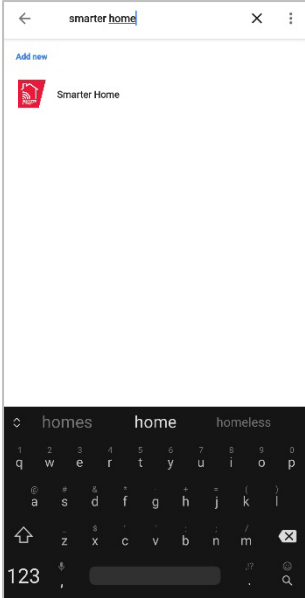 smarter home
Add new
Smarter Home
homes home homeless
1 2 3 4 5 6 7 8 9 0
q w e r t y u i o p
@ # & * - + = ( )
a s d f g h j k l
_ $ " ' : ; /
z x c v b n m
123 , . ,!?